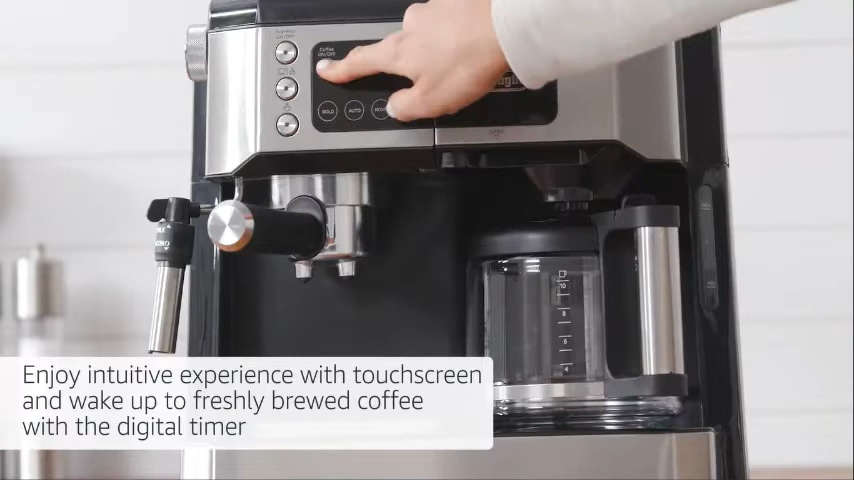 Coffee
ON/OFF
BOLD
AUTO
OPEN
10
8
6
4
Enjoy intuitive experience with touchscreen
and wake up to freshly brewed coffee
with the digital timer